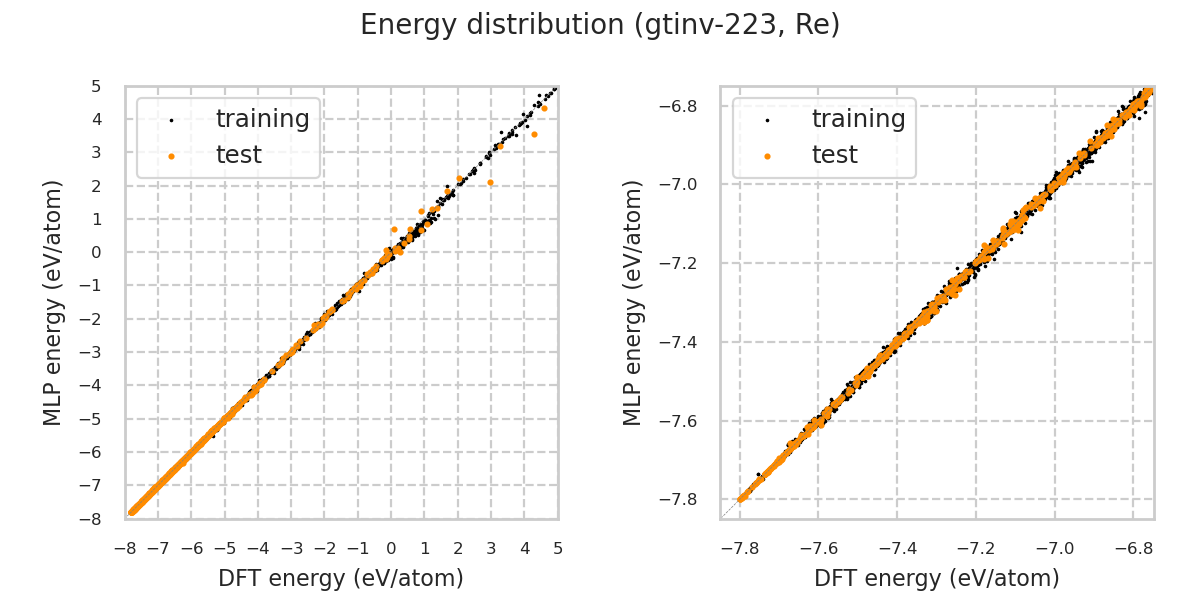 Energy distribution (gtinv-223, Re)
training
test
MLP energy (eV/atom)
5
4
3
2
1
0
−1
−2
−3
−4
−5
−6
−7
−8
−8 −7 −6 −5 −4 −3 −2 −1 0 1 2 3 4 5
DFT energy (eV/atom)
training
test
MLP energy (eV/atom)
−6.8
−7.0
−7.2
−7.4
−7.6
−7.8
−7.8 −7.6 −7.4 −7.2 −7.0 −6.8
DFT energy (eV/atom)